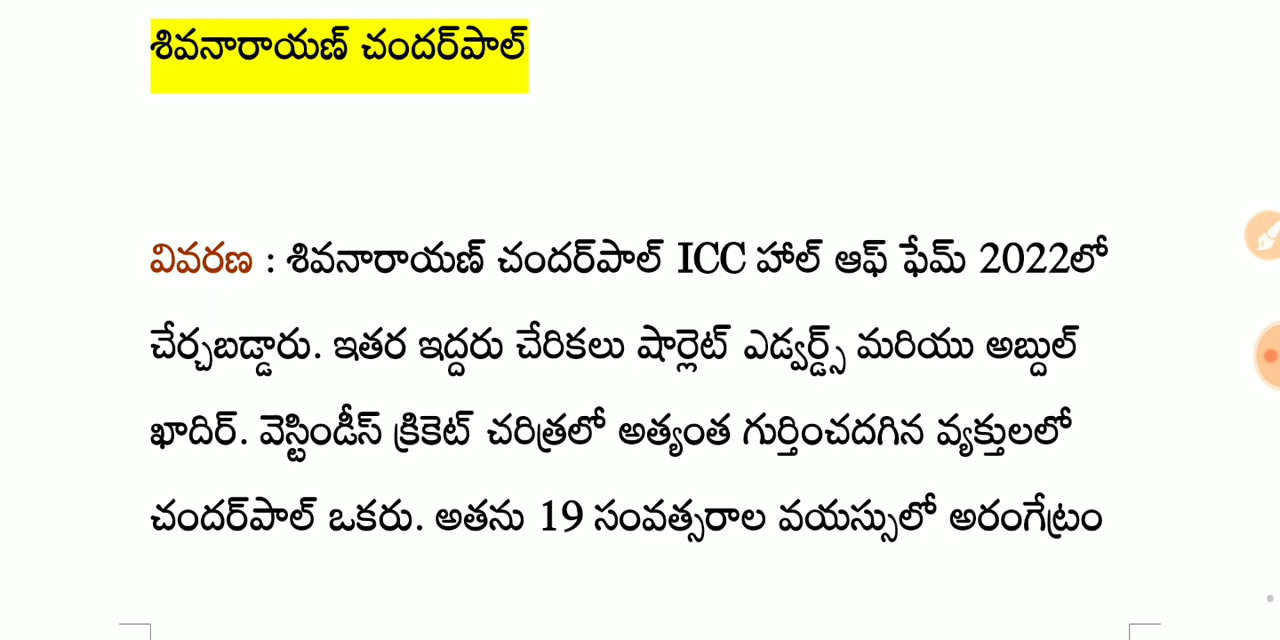 శివనారాయణ్ చందర్‌పాల్
వివరణ : శివనారాయణ్ చందర్‌పాల్ ICC హాల్ ఆఫ్ ఫేమ్ 2022లో
చేర్చబడ్డారు. ఇతర ఇద్దరు చేరికలు షార్లెట్ ఎడ్వర్డ్స్ మరియు అబ్దుల్
ఖాదిర్. వెస్టిండీస్ క్రికెట్ చరిత్రలో అత్యంత గుర్తించదగిన వ్యక్తులలో
చందర్‌పాల్ ఒకరు. అతను 19 సంవత్సరాల వయస్సులో అరంగేట్రం